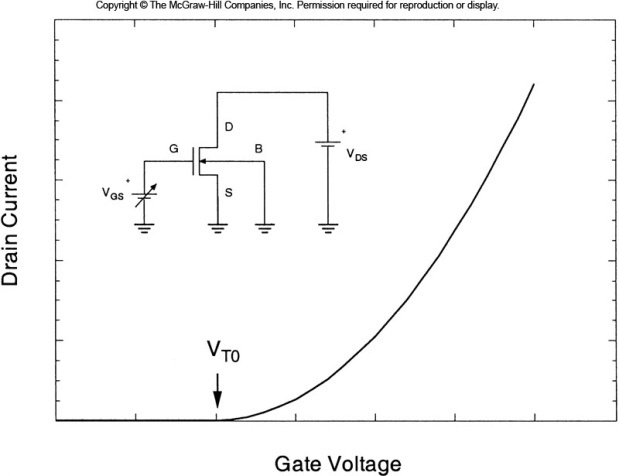 Copyright © The McGraw-Hill Companies, Inc. Permission required for reproduction or display.
D
G
B
+
VDS
+
VGS
S
Drain Current
VT0
Gate Voltage